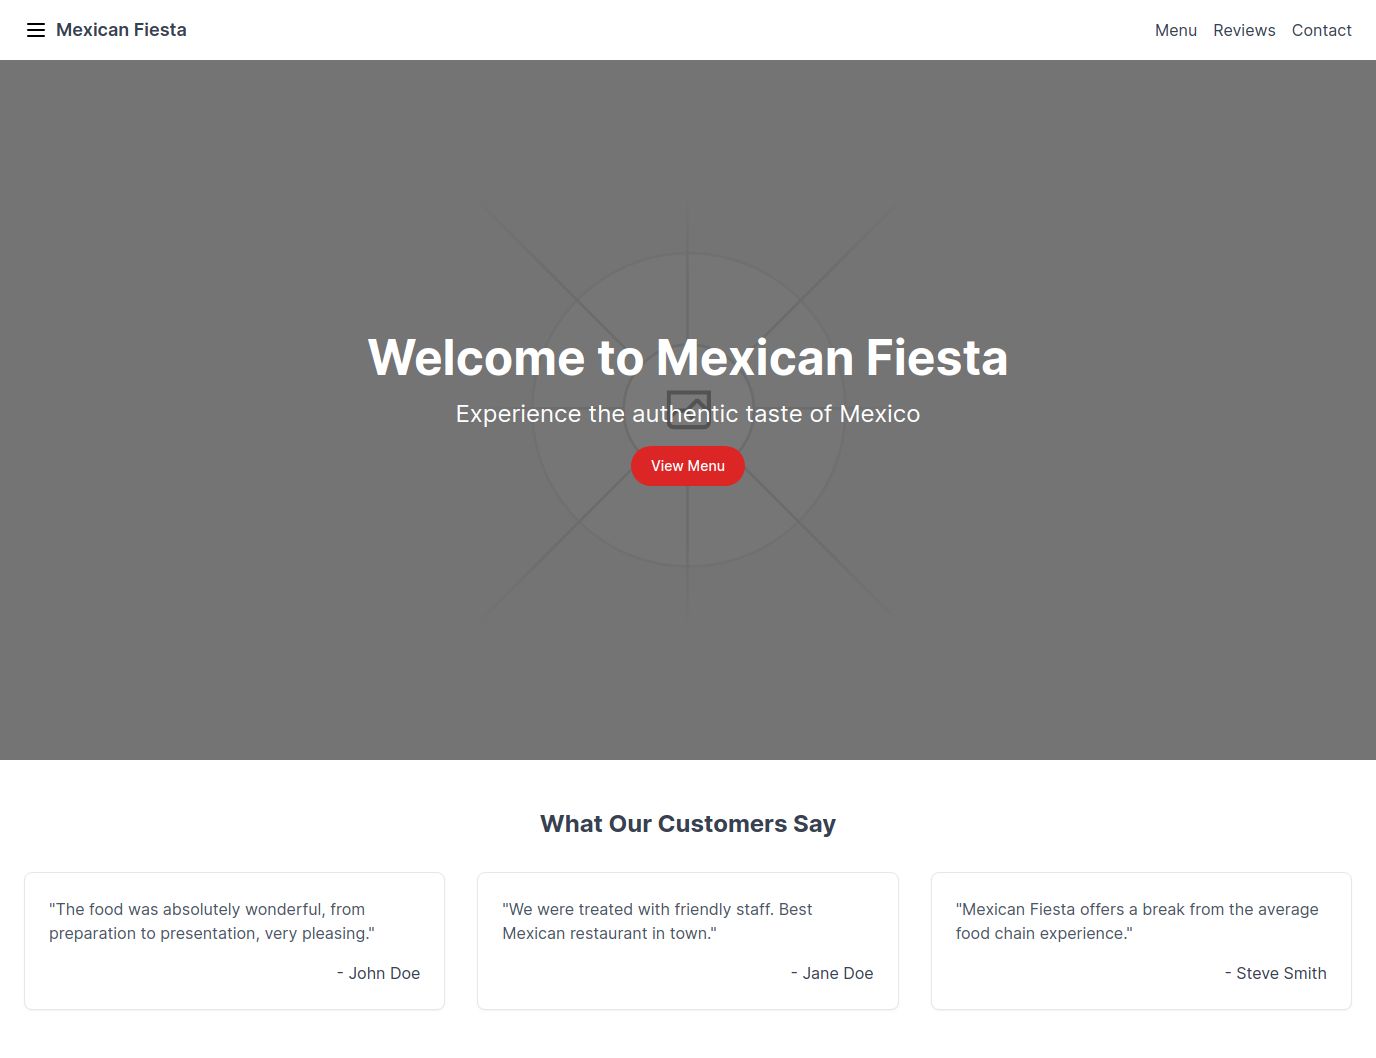 Mexican Fiesta
Menu Reviews Contact
Welcome to Mexican Fiesta
Experience the authentic taste of Mexico
View Menu
What Our Customers Say
"The food was absolutely wonderful, from
preparation to presentation, very pleasing."
- John Doe
"We were treated with friendly staff. Best
Mexican restaurant in town."
- Jane Doe
"Mexican Fiesta offers a break from the average
food chain experience."
- Steve Smith